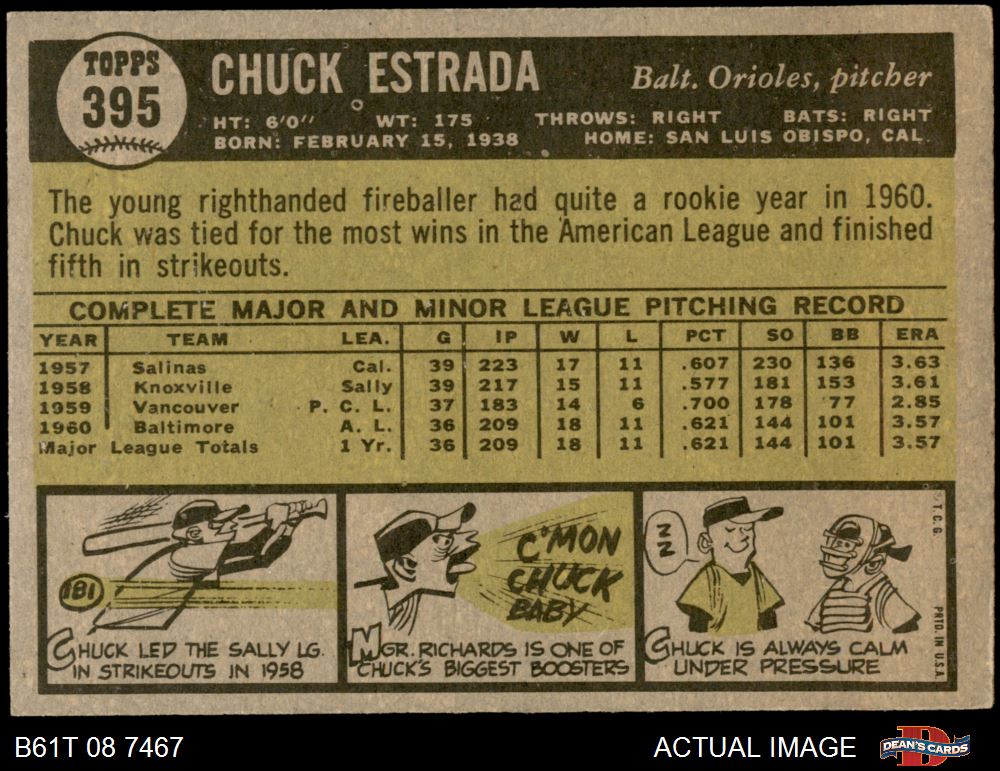 TOPPS
395
CHUCK ESTRADA
Balt. Orioles, pitcher
HT: 6'0" WT: 175 THROWS: RIGHT BATS: RIGHT
BORN: FEBRUARY 15, 1938 HOME: SAN LUIS OBISPO, CAL.
The young righthanded fireballer had quite a rookie year in 1960.
Chuck was tied for the most wins in the American League and finished
fifth in strikeouts.
COMPLETE MAJOR AND MINOR LEAGUE PITCHING RECORD
YEAR TEAM LEA. G IP W L PCT SO BB ERA
1957 Salinas Cal. 39 223 17 11 .607 230 136 3.63
1958 Knoxville Sally 39 217 15 11 .577 181 153 3.61
1959 Vancouver P. C. L. 37 183 14 6 .700 178 77 2.85
1960 Baltimore A. L. 36 209 18 11 .621 144 101 3.57
Major League Totals 1 Yr. 36 209 18 11 .621 144 101 3.57
181
CHUCK LED THE SALLY LG.
IN STRIKEOUTS IN 1958
C'MON
CHUCK
BABY
MGR. RICHARDS IS ONE OF
CHUCK'S BIGGEST BOOSTERS
ZZ
CHUCK IS ALWAYS CALM
UNDER PRESSURE
T.C.G.
PRTD. IN U.S.A.
B61T 08 7467
ACTUAL IMAGE
DEAN'S CARDS